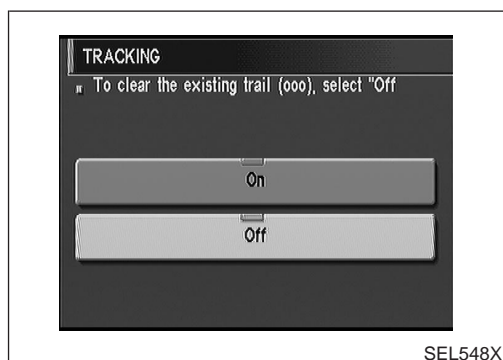 TRACKING
To clear the existing trail (ooo), select "Off
On
Off
SEL548X